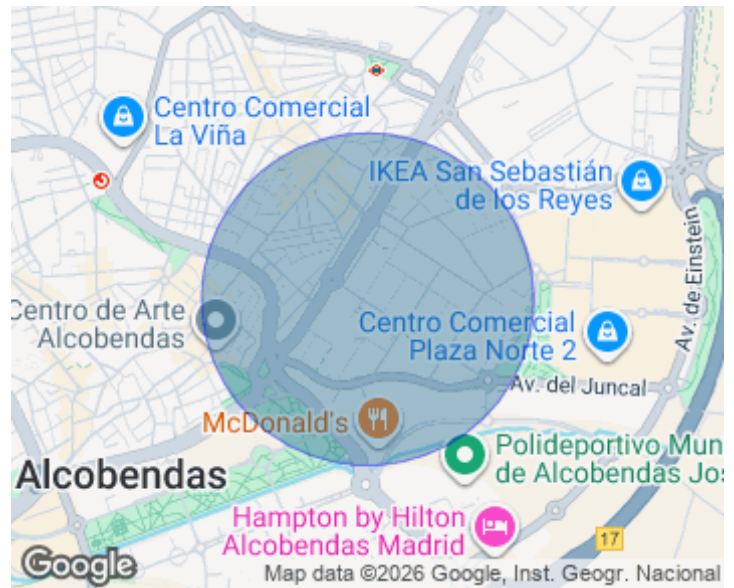 Centro Comercial
La Viña
IKEA San Sebastián
de los Reyes
Av. de Einstein
Centro de Arte
Alcobendas
Centro Comercial
Plaza Norte 2
Av. del Juncal
McDonald's
Alcobendas
Polideportivo Mun
de Alcobendas Jos
Hampton by Hilton
Alcobendas Madrid
17
Google
Map data ©2026 Google, Inst. Geogr. Nacional